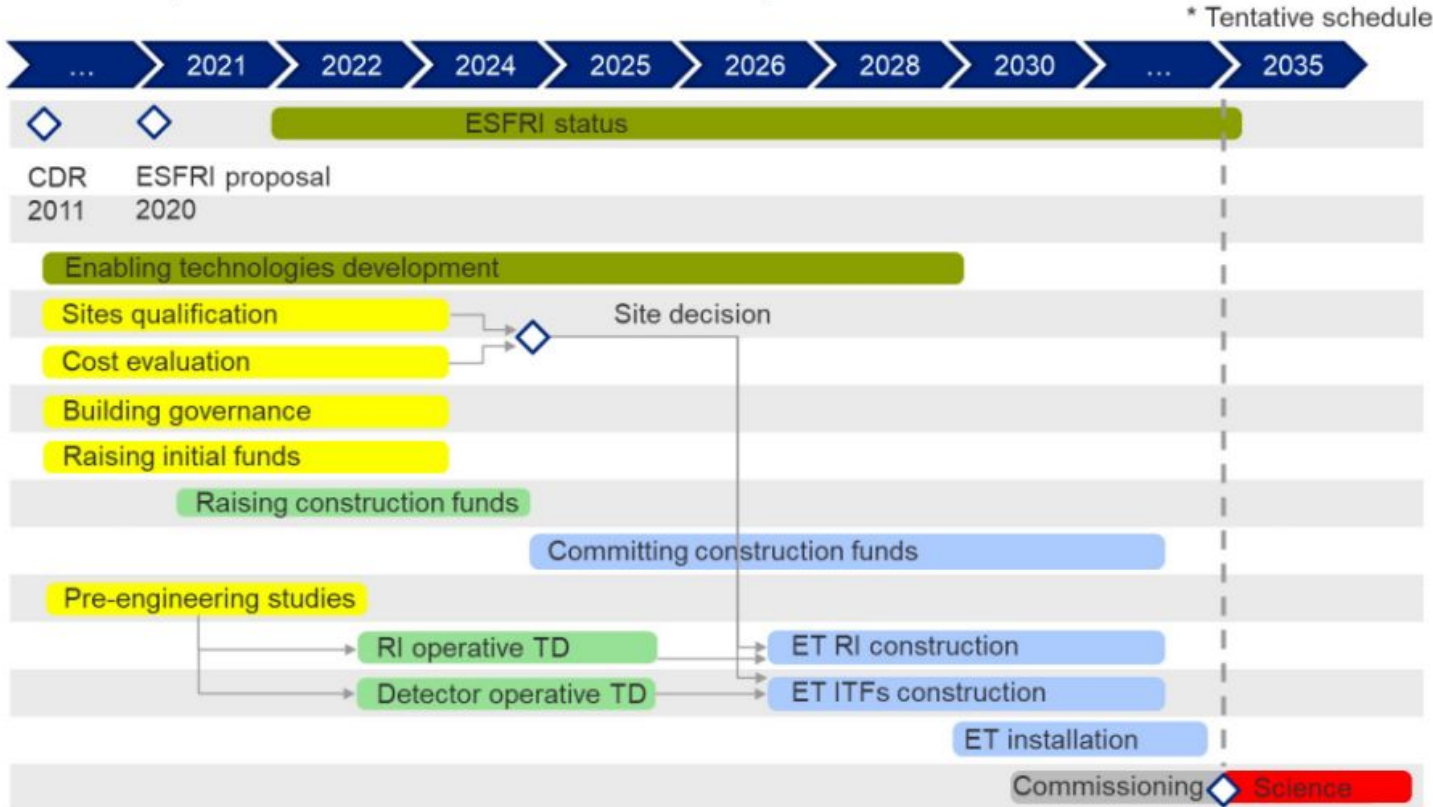 * Tentative schedule
... 2021 2022 2024 2025 2026 2028 2030 ... 2035
ESFRI status
CDR ESFRI proposal
2011 2020
Enabling technologies development
Sites qualification Site decision
Cost evaluation
Building governance
Raising initial funds
Raising construction funds
Committing construction funds
Pre-engineering studies
RI operative TD ET RI construction
Detector operative TD ET ITFs construction
ET installation
Commissioning Science